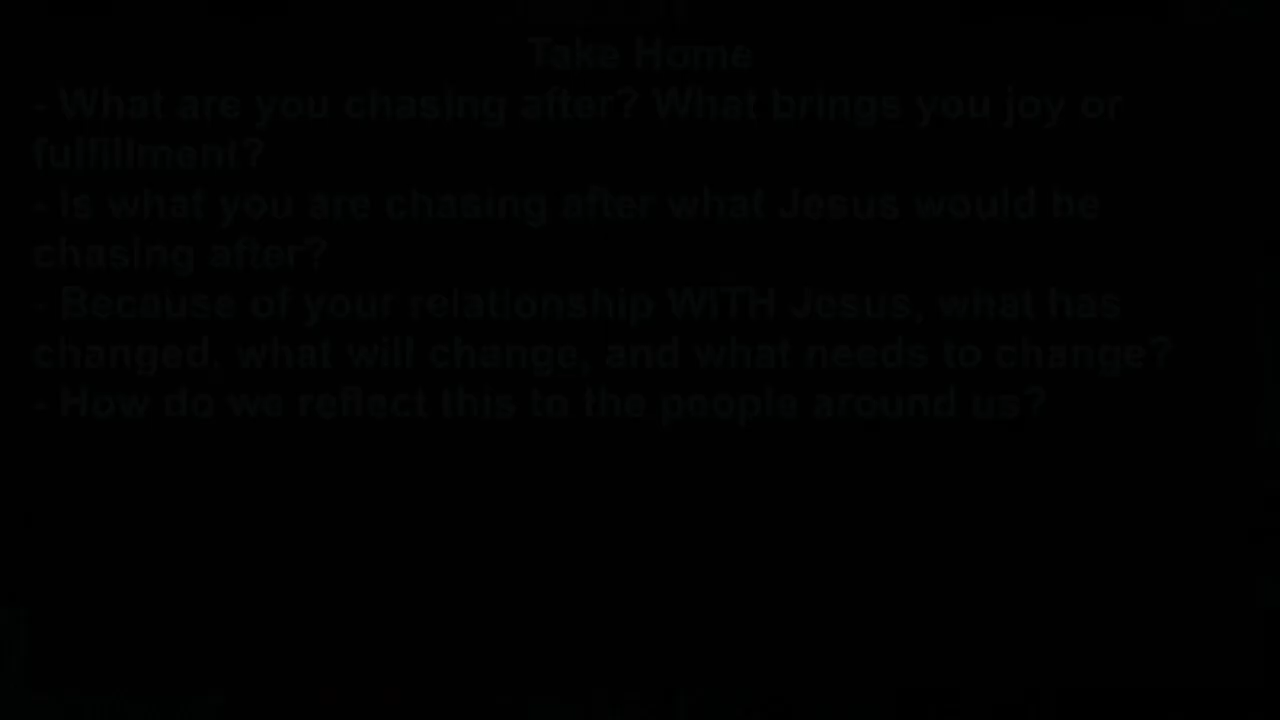 Take Home
- What are you chasing after? What brings you joy or
fulfillment?
- Is what you are chasing after what Jesus would be
chasing after?
- Because of your relationship WITH Jesus, what has
changed, what will change, and what needs to change?
- How do we reflect this to the people around us?